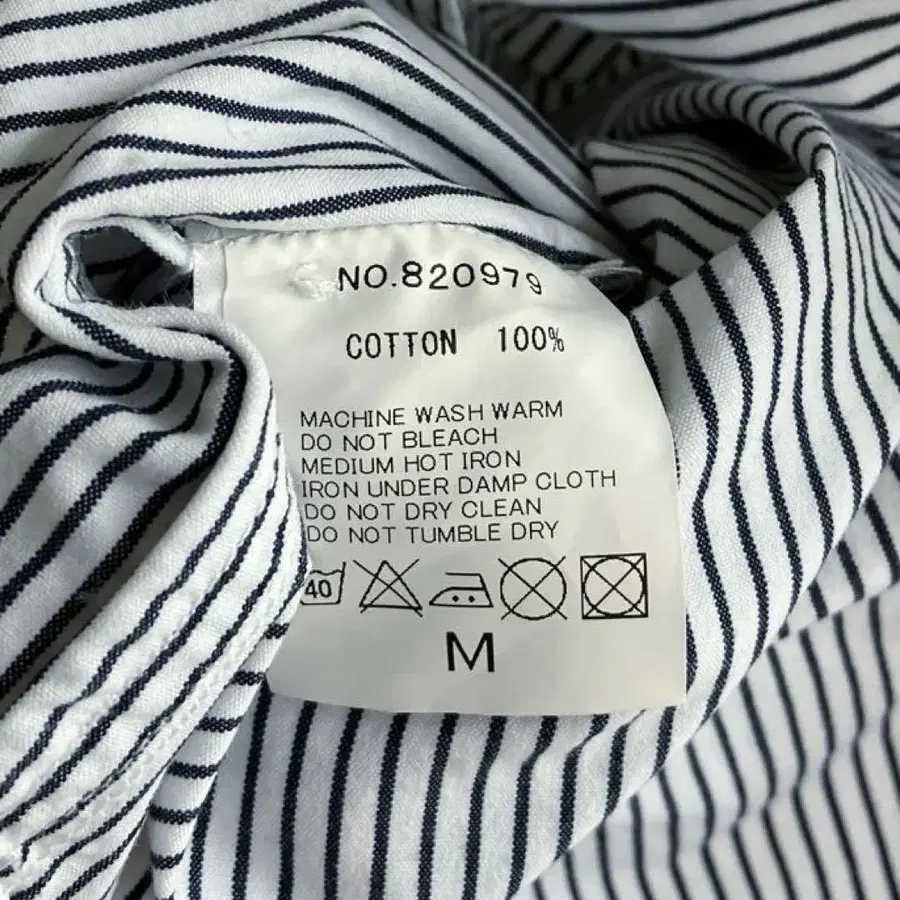 NO.820979
COTTON 100%
MACHINE WASH WARM
DO NOT BLEACH
MEDIUM HOT IRON
IRON UNDER DAMP CLOTH
DO NOT DRY CLEAN
DO NOT TUMBLE DRY
40
M